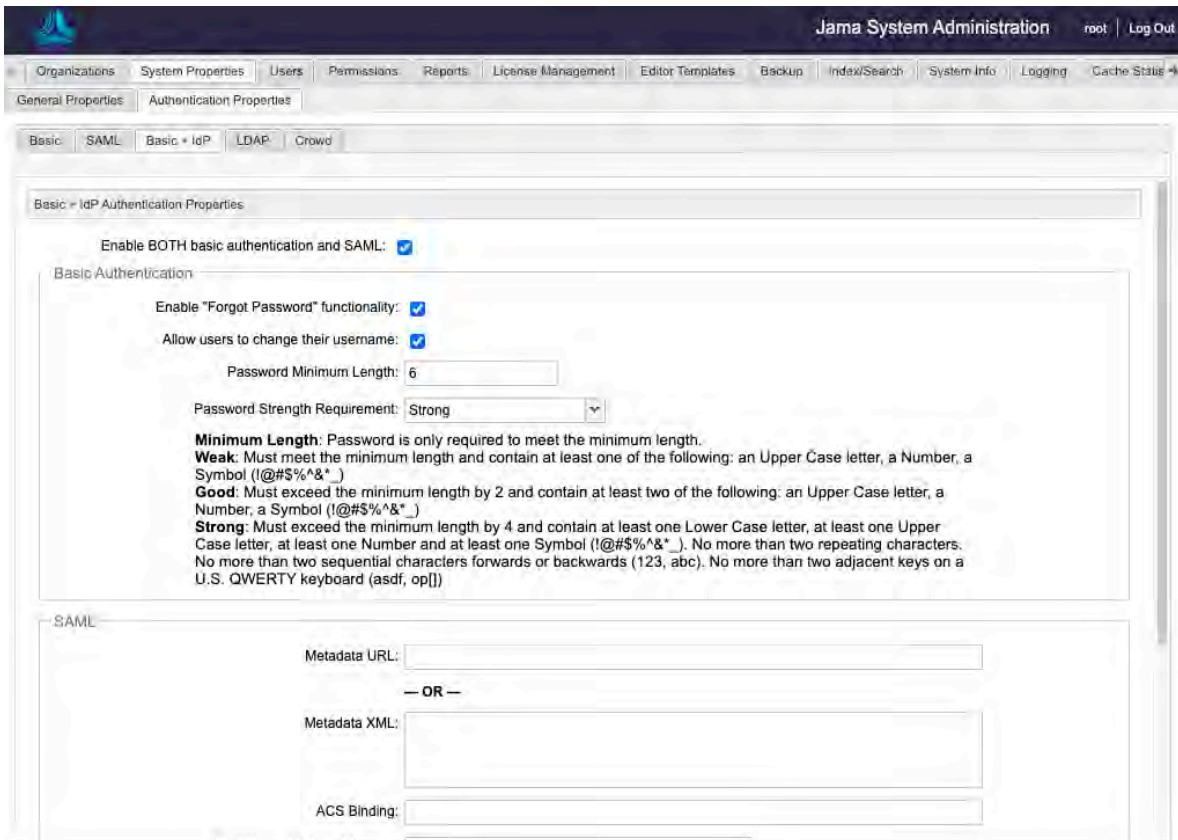 Jama System Administration root | Log Out
Organizations System Properties Users Permissions Reports License Management Editor Templates Backup Index/Search System Info Logging Cache Status
General Properties Authentication Properties
Basic SAML Basic + IdP LDAP Crowd
Basic + IdP Authentication Properties
Enable BOTH basic authentication and SAML:
Basic Authentication
Enable "Forgot Password" functionality:
Allow users to change their username:
Password Minimum Length: 6
Password Strength Requirement: Strong
Minimum Length: Password is only required to meet the minimum length.
Weak: Must meet the minimum length and contain at least one of the following: an Upper Case letter, a Number, a
Symbol (!@#$%^&*_)
Good: Must exceed the minimum length by 2 and contain at least two of the following: an Upper Case letter, a
Number, a Symbol (!@#$%^&*_)
Strong: Must exceed the minimum length by 4 and contain at least one Lower Case letter, at least one Upper
Case letter, at least one Number and at least one Symbol (!@#$%^&*_). No more than two repeating characters.
No more than two sequential characters forwards or backwards (123, abc). No more than two adjacent keys on a
U.S. QWERTY keyboard (asdf, op[])
SAML
Metadata URL:
— OR —
Metadata XML:
ACS Binding: